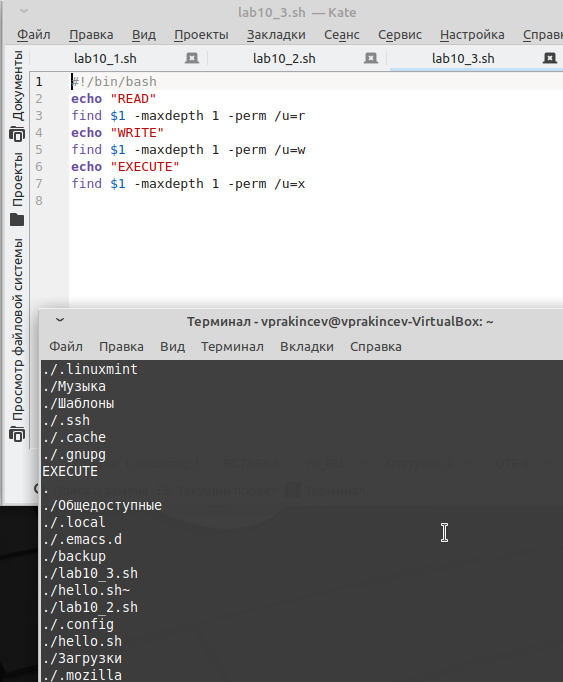 lab10_3.sh — Kate
Файл Правка Вид Проекты Закладки Сеанс Сервис Настройка Справк
lab10_1.sh lab10_2.sh lab10_3.sh
Документы
Проекты
Просмотр файловой системы
1 #!/bin/bash
2 echo "READ"
3 find $1 -maxdepth 1 -perm /u=r
4 echo "WRITE"
5 find $1 -maxdepth 1 -perm /u=w
6 echo "EXECUTE"
7 find $1 -maxdepth 1 -perm /u=x
8
Терминал - vprakincev@vprakincev-VirtualBox: ~
Файл Правка Вид Терминал Вкладки Справка
./.linuxmint
./Музыка
./Шаблоны
./.ssh
./.cache
./.gnupg
EXECUTE
.
./Общедоступные
./.local
./.emacs.d
./backup
./lab10_3.sh
./hello.sh~
./lab10_2.sh
./.config
./hello.sh
./Загрузки
./.mozilla